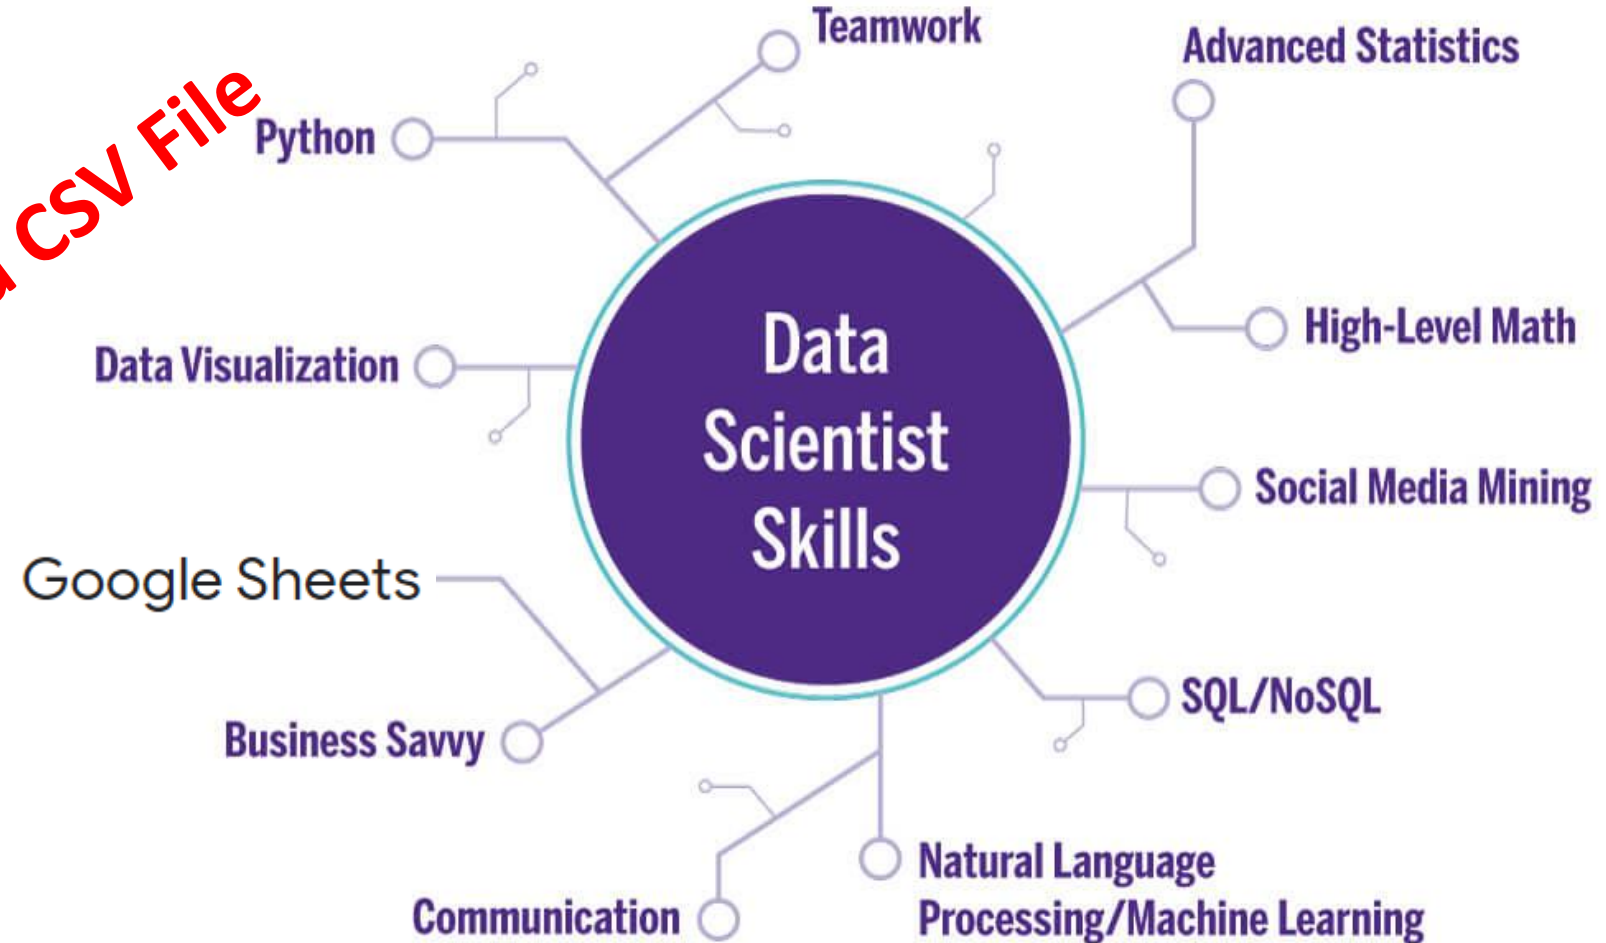 Teamwork
Advanced Statistics
CSV File
Python
High-Level Math
Data Visualization
Data
Scientist
Skills
Social Media Mining
Google Sheets
SQL/NoSQL
Business Savvy
Natural Language
Processing/Machine Learning
Communication